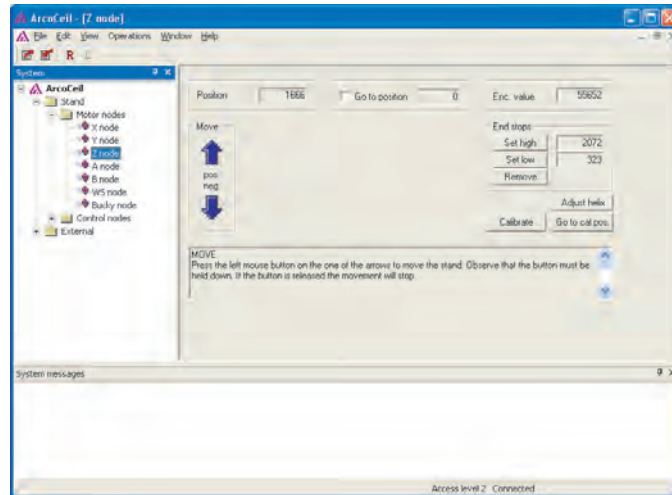 ArcoCeil - [Z node]
File Edit View Operations Window Help
R
System
ArcoCeil
Stand
Motor nodes
X node
Y node
Z node
A node
B node
WS node
Bucky node
Control nodes
External
Position 1666 Go to position 0 Enc. value 55652
Move
pos
neg
End stops
Set high 2072
Set low 323
Remove
Adjust helix
Calibrate Go to cal pos.
MOVE
Press the left mouse button on the one of the arrows to move the stand. Observe that the button must be
held down. If the button is released the movement will stop.
System messages
Access level 2 Connected